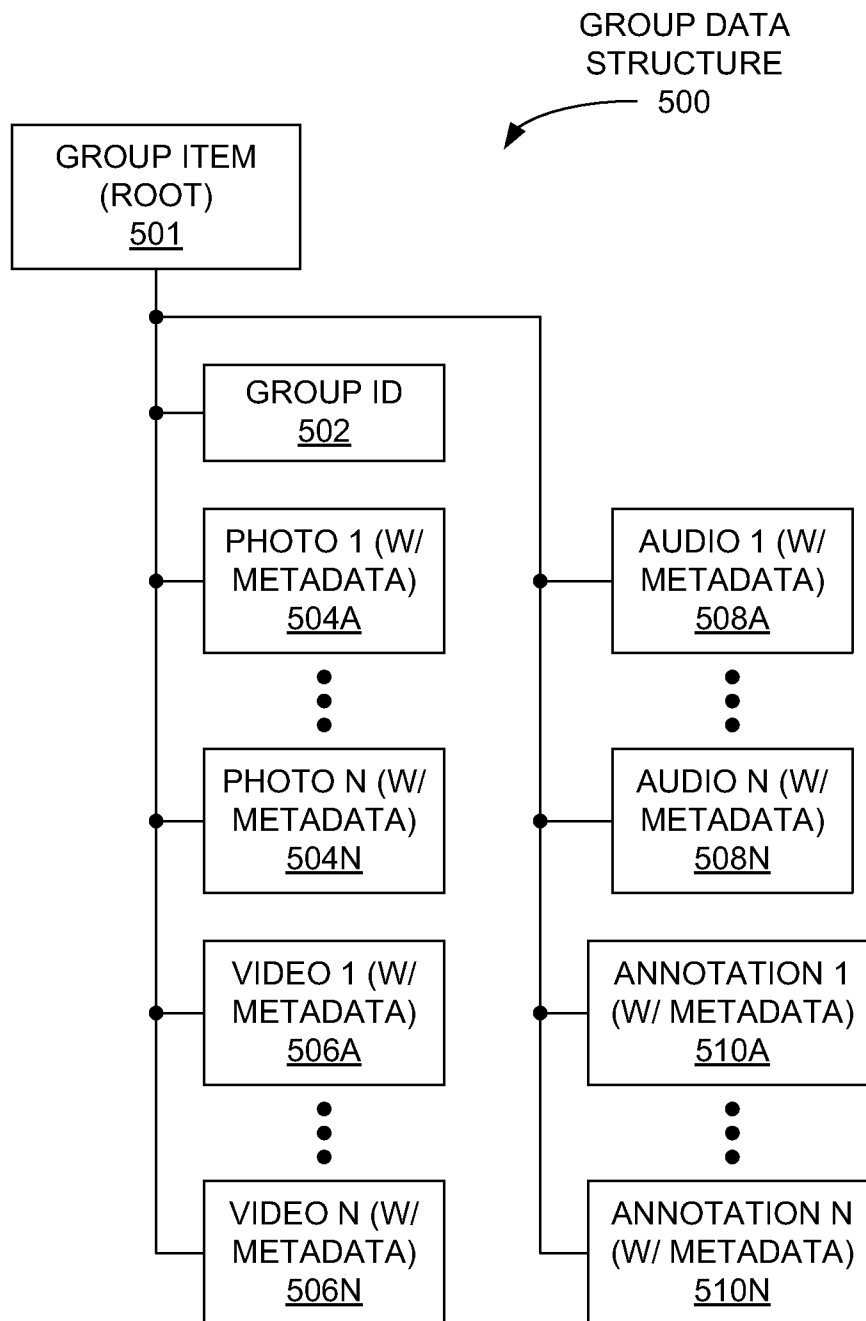 GROUP DATA
STRUCTURE
500
GROUP ITEM
(ROOT)
501
GROUP ID
502
PHOTO 1 (W/
METADATA)
504A
PHOTO N (W/
METADATA)
504N
VIDEO 1 (W/
METADATA)
506A
VIDEO N (W/
METADATA)
506N
AUDIO 1 (W/
METADATA)
508A
AUDIO N (W/
METADATA)
508N
ANNOTATION 1
(W/ METADATA)
510A
ANNOTATION N
(W/ METADATA)
510N